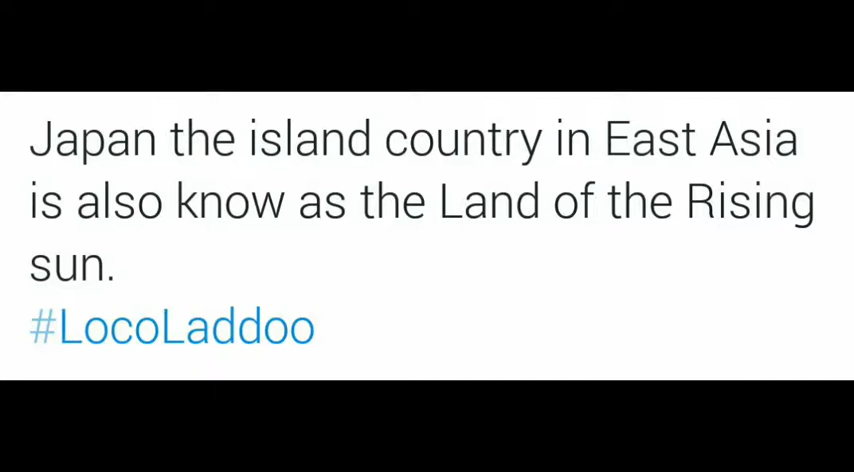 Japan the island country in East Asia
is also know as the Land of the Rising
sun.
#LocoLaddoo